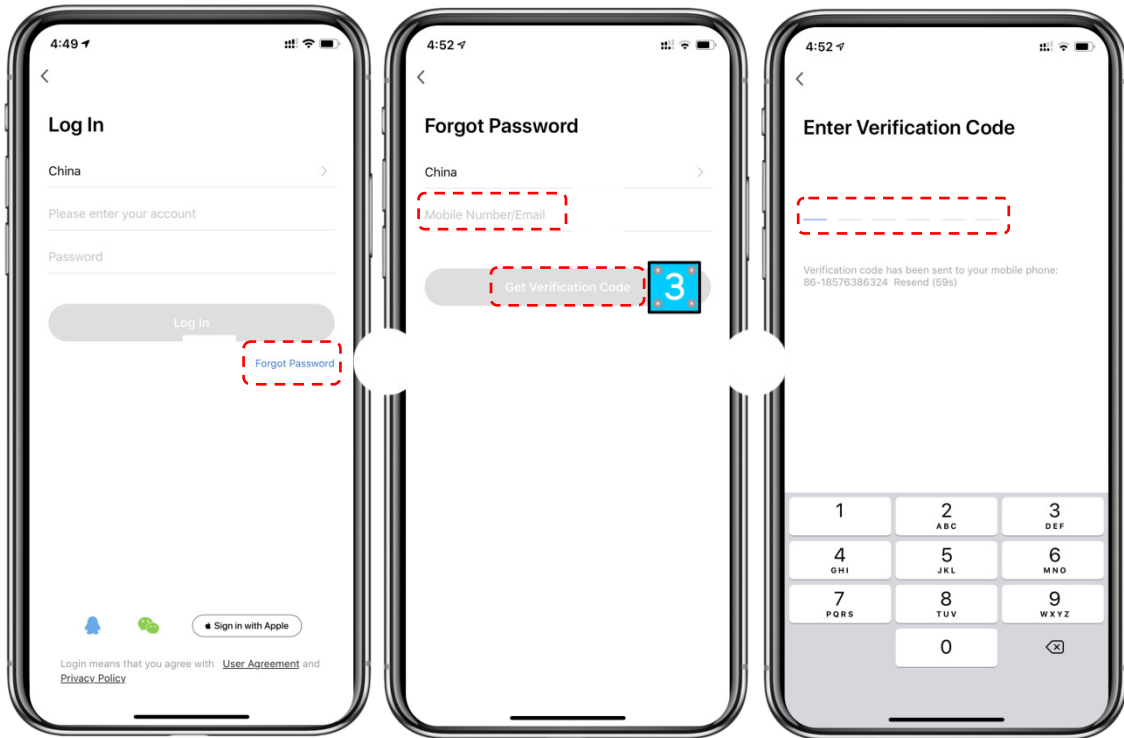 4:49
Log In
China
Please enter your account
Password
Log In
Forgot Password
Sign in with Apple
Login means that you agree with User Agreement and
Privacy Policy
4:52
Forgot Password
China
Mobile Number/Email
Get Verification Code
3
4:52
Enter Verification Code
Verification code has been sent to your mobile phone:
86-18576386324 Resend (59s)
1
2
ABC
3
DEF
4
GHI
5
JKL
6
MNO
7
PQRS
8
TUV
9
WXYZ
0